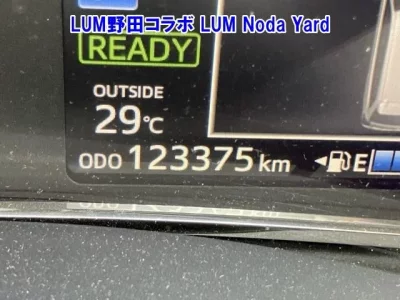 LUM野田コラボ LUM Noda Yard
READY
OUTSIDE
29℃
ODO 123375 km
E